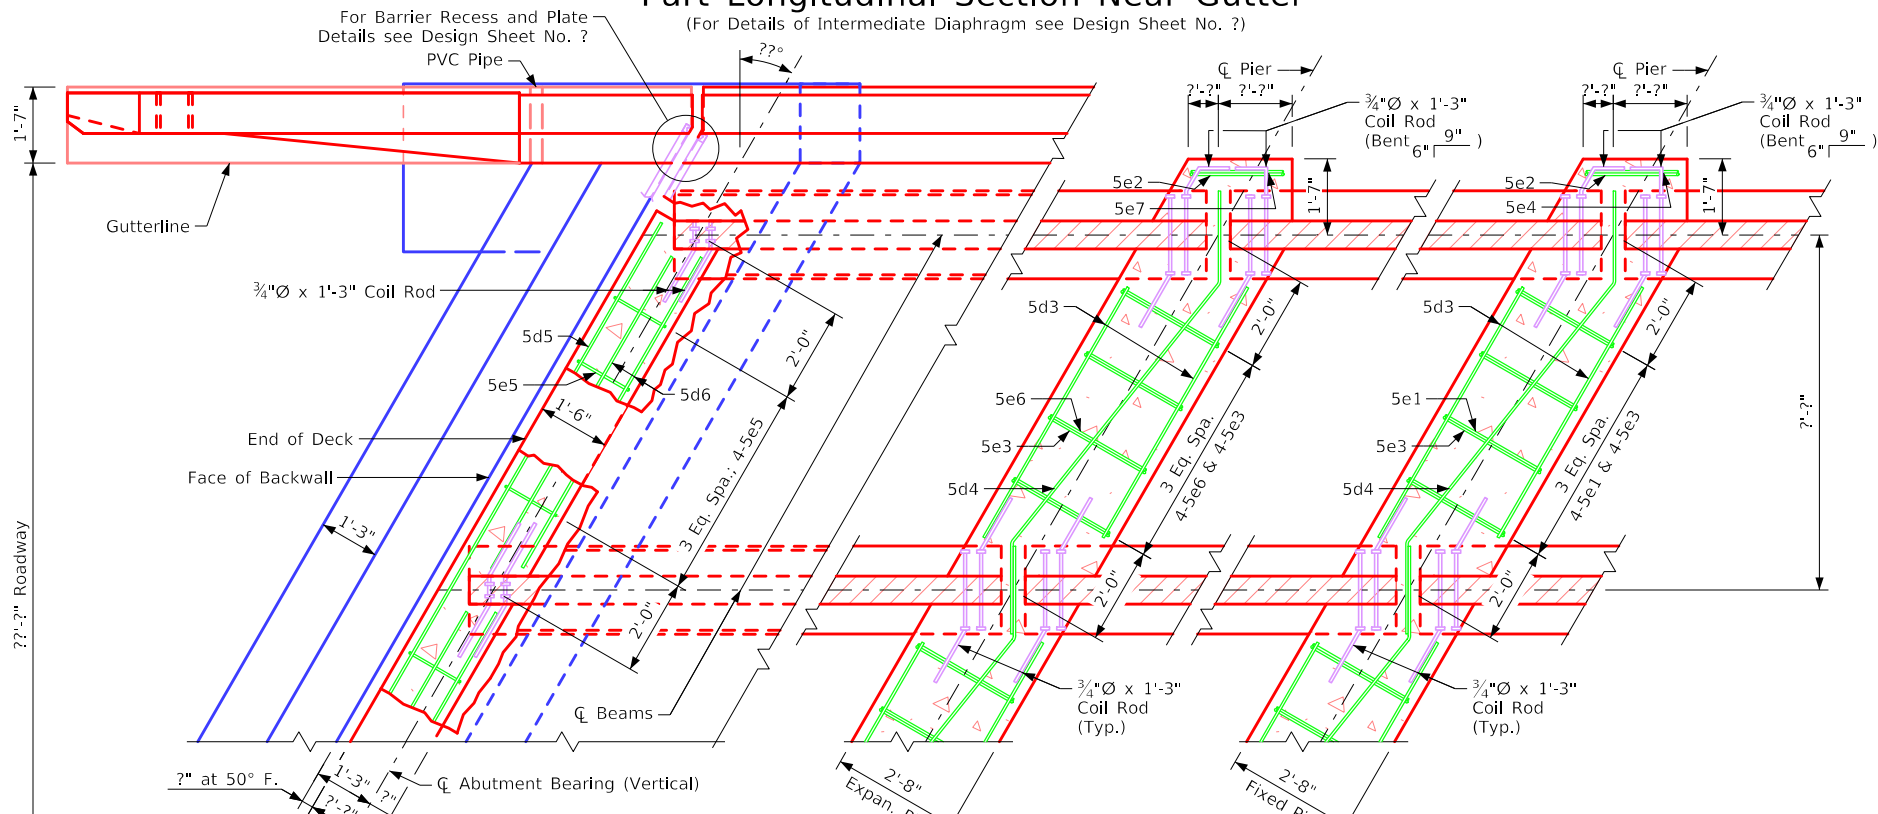 Part Longitudinal Section Near Gutter
(For Details of Intermediate Diaphragm see Design Sheet No. ?)
For Barrier Recess and Plate
Details see Design Sheet No. ?
PVC Pipe
??°
℄ Pier
?'-?"
?'-?"
¾"Ø x 1'-3"
Coil Rod
(Bent 6" 9" )
℄ Pier
?'-?"
?'-?"
¾"Ø x 1'-3"
Coil Rod
(Bent 6" 9" )
1'-7"
Gutterline
5e2
5e7
1'-7"
5e2
5e4
1'-7"
¾"Ø x 1'-3" Coil Rod
5d5
5e5
5d6
2'-0"
5d3
2'-0"
5d3
2'-0"
1'-6"
End of Deck
Face of Backwall
3 Eq. Spa.; 4-5e5
5e6
5e3
5d4
3 Eq. Spa.
4-5e6 & 4-5e3
5e1
5e3
5d4
3 Eq. Spa.
4-5e1 & 4-5e3
?'-?"
1'-3"
??'-?" Roadway
2'-0"
2'-0"
2'-0"
℄ Beams
¾"Ø x 1'-3"
Coil Rod
(Typ.)
¾"Ø x 1'-3"
Coil Rod
(Typ.)
?" at 50° F.
1'-3"
?'-?"
?"
℄ Abutment Bearing (Vertical)
2'-8"
Expan.
2'-8"
Fixed